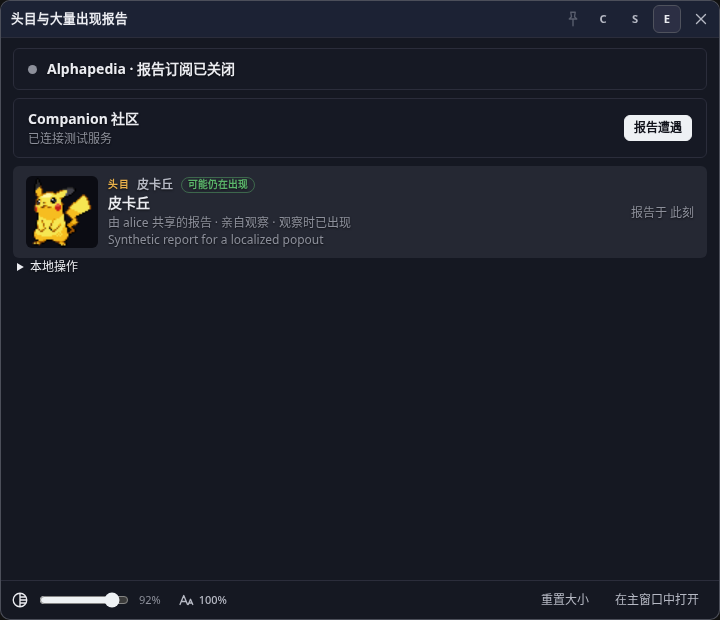 头目与大量出现报告
C
S
E
Alphapedia · 报告订阅已关闭
Companion 社区
已连接测试服务
报告遭遇
头目 皮卡丘 可能仍在出现
皮卡丘
由 alice 共享的报告 · 亲自观察 · 观察时已出现
Synthetic report for a localized popout
报告于 此刻
本地操作
92%
AA 100%
重置大小
在主窗口中打开